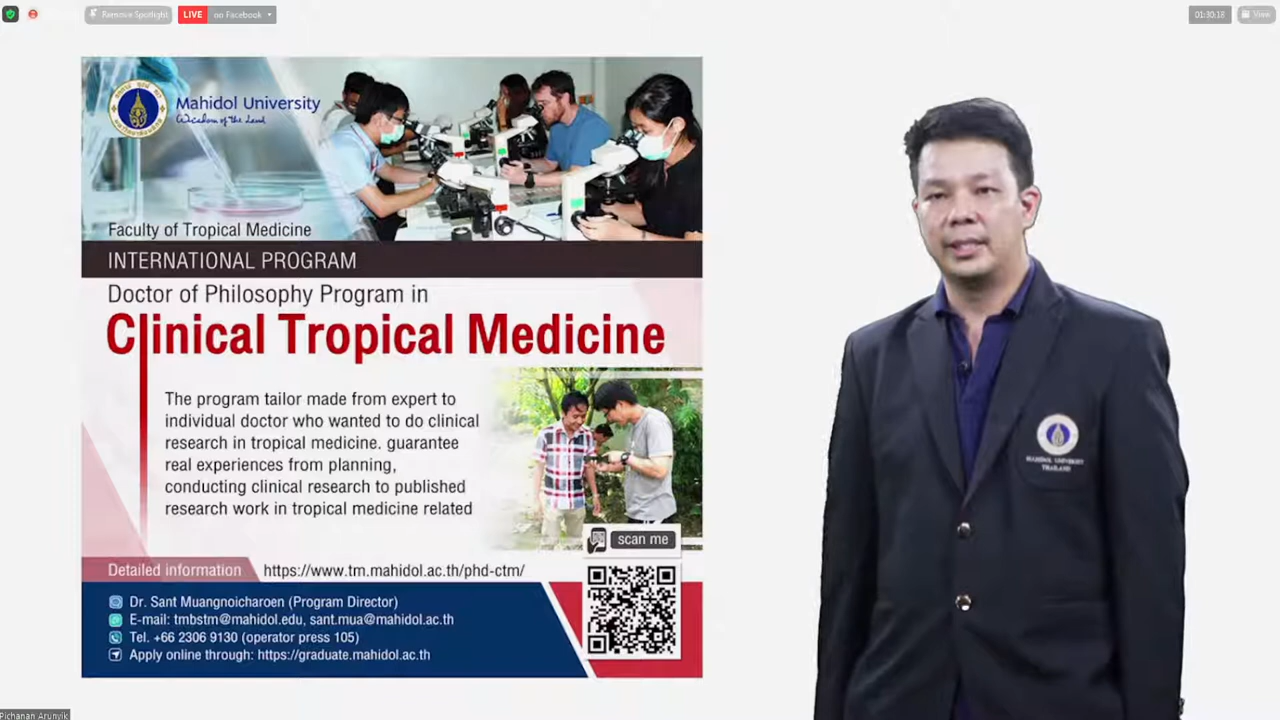 Remove Spotlight
LIVE
on Facebook
01:30:18
View
Mahidol University
Wisdom of the Land
Faculty of Tropical Medicine
INTERNATIONAL PROGRAM
Doctor of Philosophy Program in
Clinical Tropical Medicine
The program tailor made from expert to
individual doctor who wanted to do clinical
research in tropical medicine. guarantee
real experiences from planning,
conducting clinical research to published
research work in tropical medicine related
scan me
Detailed information https://www.tm.mahidol.ac.th/phd-ctm/
Dr. Sant Muangnoicharoen (Program Director)
E-mail: tmbstm@mahidol.edu, sant.mua@mahidol.ac.th
Tel. +66 2306 9130 (operator press 105)
Apply online through: https://graduate.mahidol.ac.th
MAHIDOL UNIVERSITY
THAILAND
Pichanan Arunyik